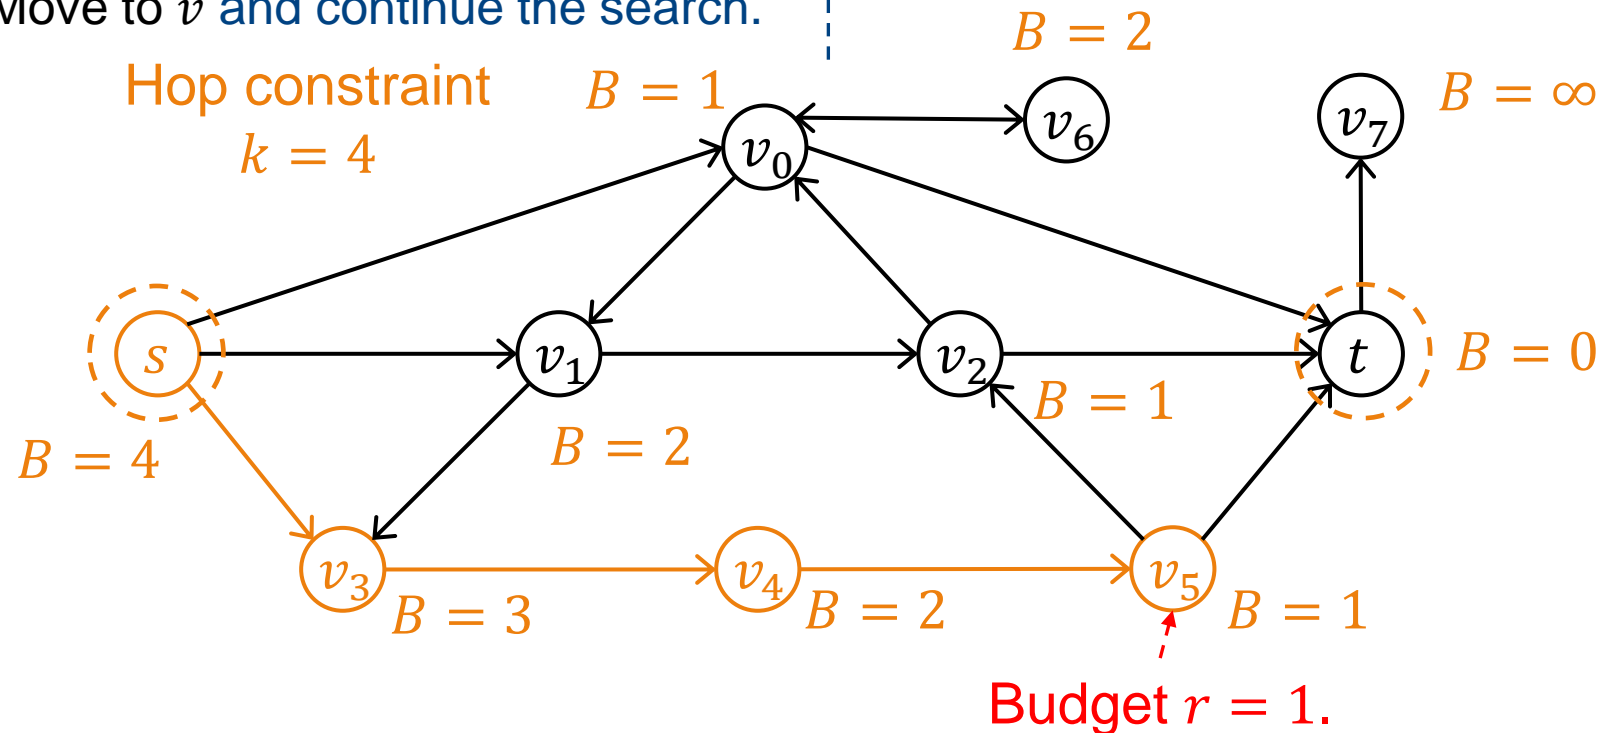 Move to 𝑣 and continue the search.
B = 2
Hop constraint
k = 4
B = 1
v₀
v₆
v₇
B = ∞
s
v₁
v₂
t
B = 0
B = 4
B = 2
B = 1
v₃
B = 3
v₄
B = 2
v₅
B = 1
Budget r = 1.